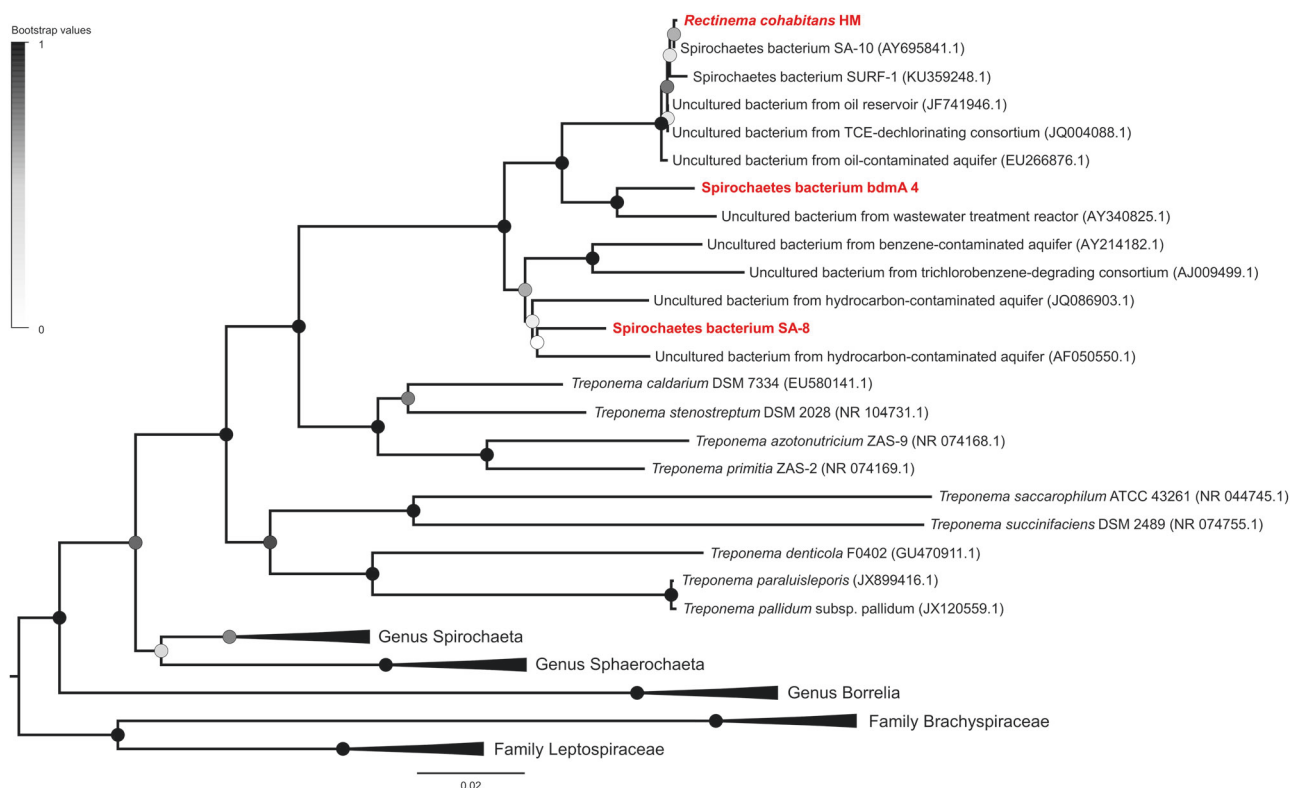 Bootstrap values
1
0
Rectinema cohabitans HM
Spirochaetes bacterium SA-10 (AY695841.1)
Spirochaetes bacterium SURF-1 (KU359248.1)
Uncultured bacterium from oil reservoir (JF741946.1)
Uncultured bacterium from TCE-dechlorinating consortium (JQ004088.1)
Uncultured bacterium from oil-contaminated aquifer (EU266876.1)
Spirochaetes bacterium bdmA 4
Uncultured bacterium from wastewater treatment reactor (AY340825.1)
Uncultured bacterium from benzene-contaminated aquifer (AY214182.1)
Uncultured bacterium from trichlorobenzene-degrading consortium (AJ009499.1)
Uncultured bacterium from hydrocarbon-contaminated aquifer (JQ086903.1)
Spirochaetes bacterium SA-8
Uncultured bacterium from hydrocarbon-contaminated aquifer (AF050550.1)
Treponema caldarium DSM 7334 (EU580141.1)
Treponema stenostreptum DSM 2028 (NR 104731.1)
Treponema azotonutricium ZAS-9 (NR 074168.1)
Treponema primitia ZAS-2 (NR 074169.1)
Treponema saccarophilum ATCC 43261 (NR 044745.1)
Treponema succinifaciens DSM 2489 (NR 074755.1)
Treponema denticola F0402 (GU470911.1)
Treponema paraluisleporis (JX899416.1)
Treponema pallidum subsp. pallidum (JX120559.1)
Genus Spirochaeta
Genus Sphaerochaeta
Genus Borrelia
Family Brachyspiraceae
Family Leptospiraceae
0.02